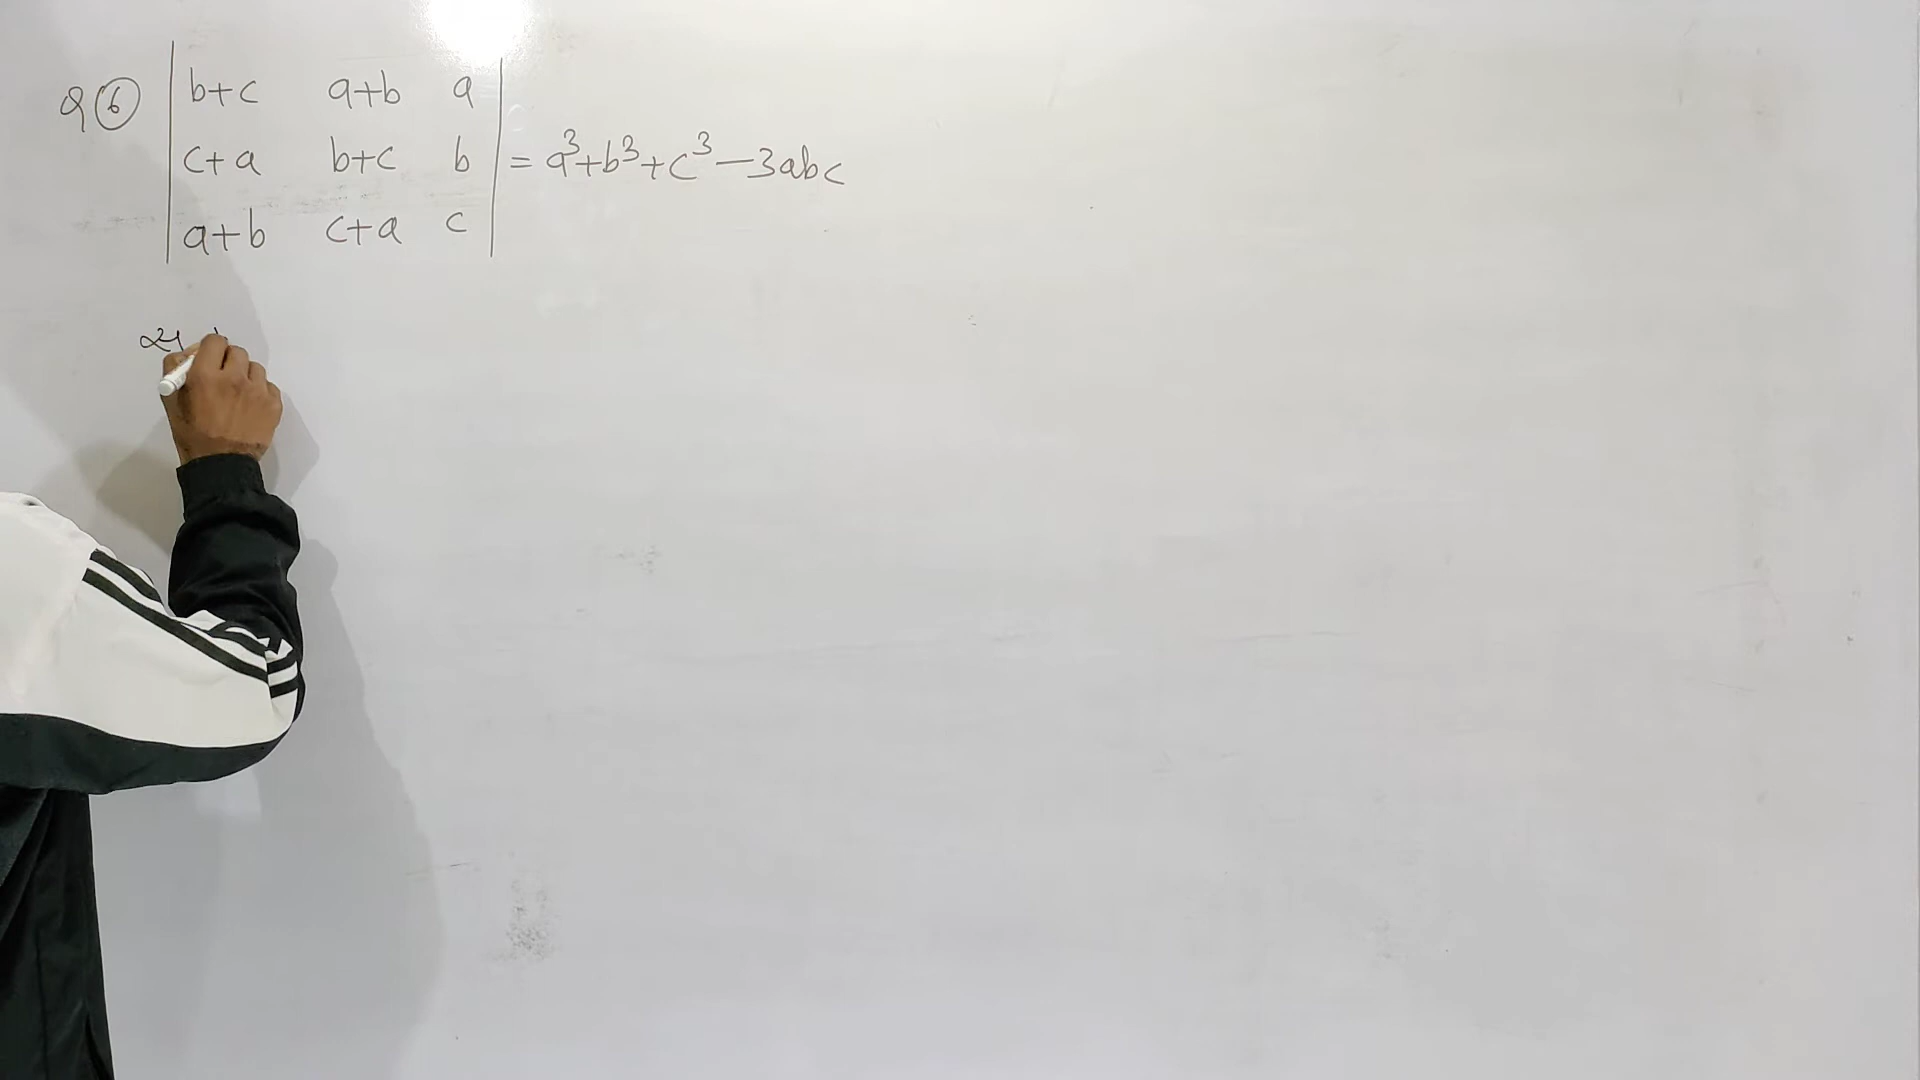 Q⑥ | b+c a+b a |
| c+a b+c b | = a³+b³+c³-3abc
| a+b c+a c |